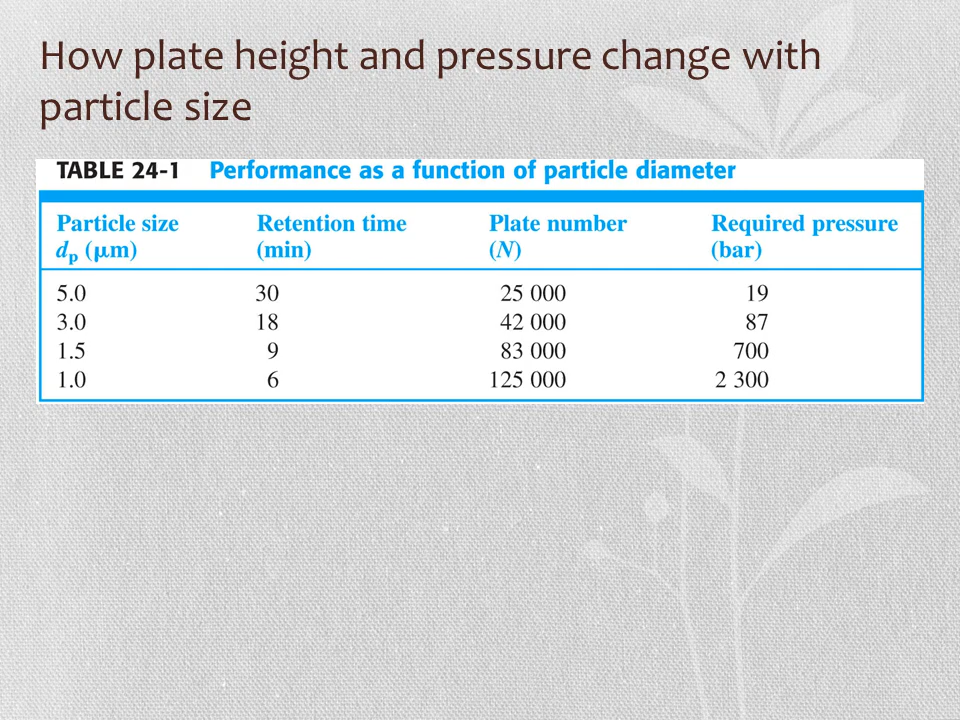 How plate height and pressure change with
particle size
TABLE 24-1 Performance as a function of particle diameter
Particle size Retention time Plate number Required pressure
dp (μm) (min) (N) (bar)
5.0 30 25 000 19
3.0 18 42 000 87
1.5 9 83 000 700
1.0 6 125 000 2 300